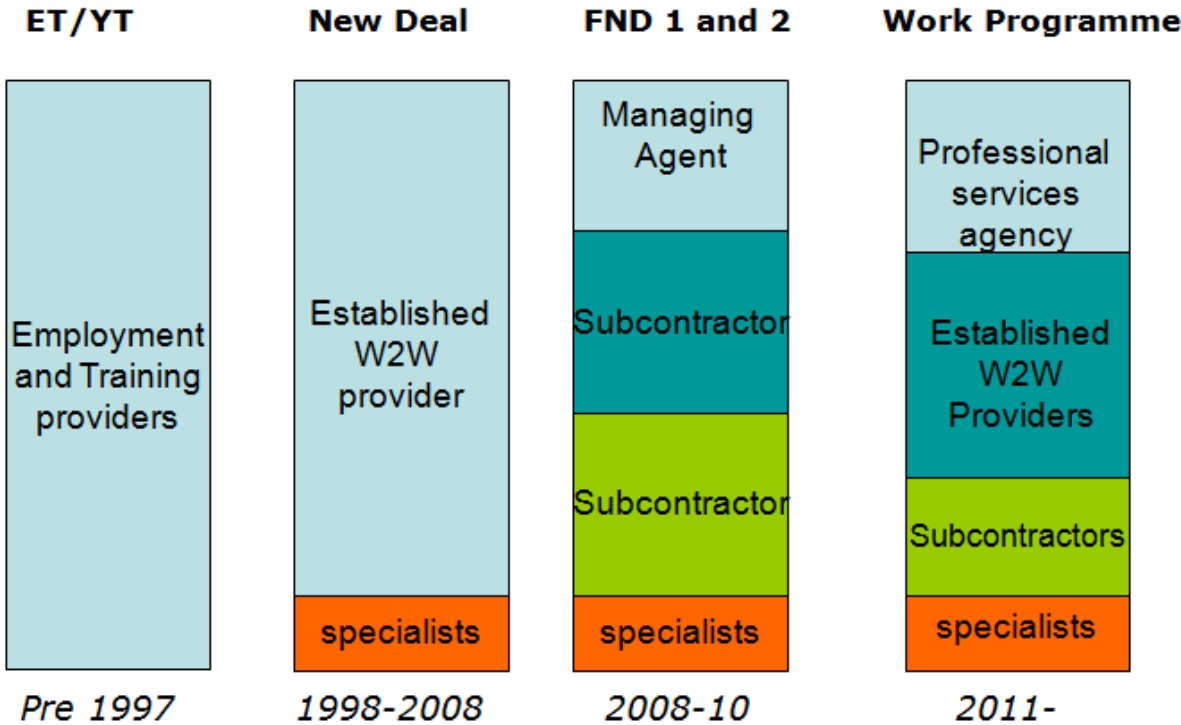 ET/YT
New Deal
FND 1 and 2
Work Programme
Employment
and Training
providers
Established
W2W
provider
specialists
Managing
Agent
Subcontractor
Subcontractor
specialists
Professional
services
agency
Established
W2W
Providers
Subcontractors
specialists
Pre 1997
1998-2008
2008-10
2011-